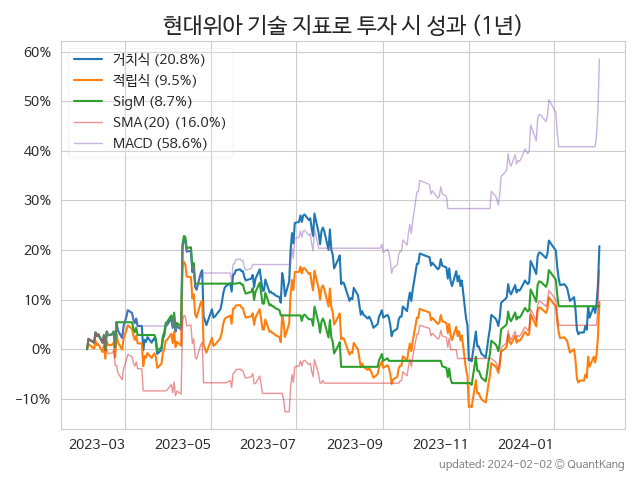 현대위아 기술 지표로 투자 시 성과 (1년)
60%
50%
40%
30%
20%
10%
0%
−10%
거치식 (20.8%)
적립식 (9.5%)
SigM (8.7%)
SMA(20) (16.0%)
MACD (58.6%)
2023-03 2023-05 2023-07 2023-09 2023-11 2024-01
updated: 2024-02-02 © QuantKang